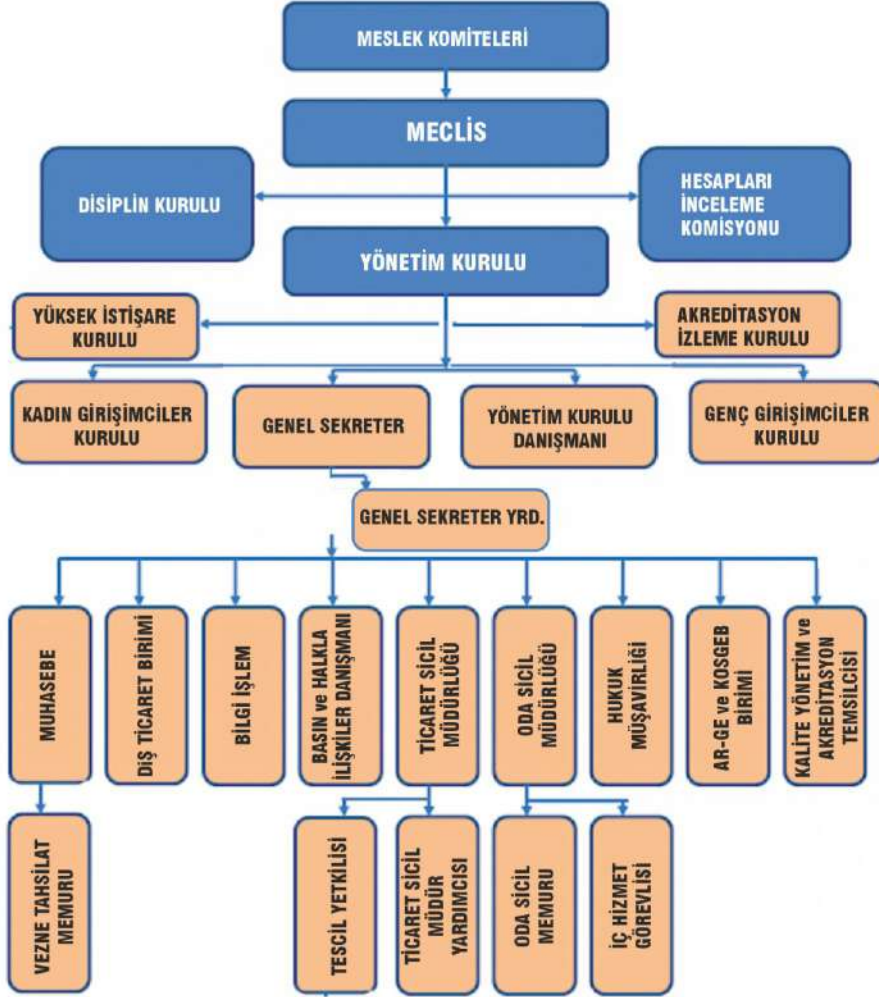 MESLEK KOMİTELERİ
MECLİS
DISIPLIN KURULU
HESAPLARI
İNCELEME
KOMİSYONU
YÖNETİM KURULU
YÜKSEK İSTİŞARE
KURULU
AKREDİTASYON
İZLEME KURULU
KADIN GİRİŞİMCİLER
KURULU
GENEL SEKRETER
YÖNETİM KURULU
DANIŞMANI
GENÇ GİRİŞİMCİLER
KURULU
GENEL SEKRETER YRD.
MUHASEBE
DİŞ TİCARET BİRİMİ
BİLGİ İŞLEM
BASIN ve HALKLA
İLİŞKİLER DANIŞMANI
TİCARET SİCİL
MÜDÜRLÜĞÜ
ODA SİCİL
MÜDÜRLÜĞÜ
HUKUK
MÜŞAVİRLİĞİ
AR-GE ve KOSGEB
BİRİMİ
KALİTE YÖNETİM ve
AKREDİTASYON
TEMSİLCİSİ
VEZNE TAHSİLAT
MEMURU
TESCİL YETKİLİSİ
TİCARET SİCİL
MÜDÜR
YARDIMCISI
ODA SİCİL
MEMURU
İÇ HİZMET
GÖREVLİSİ